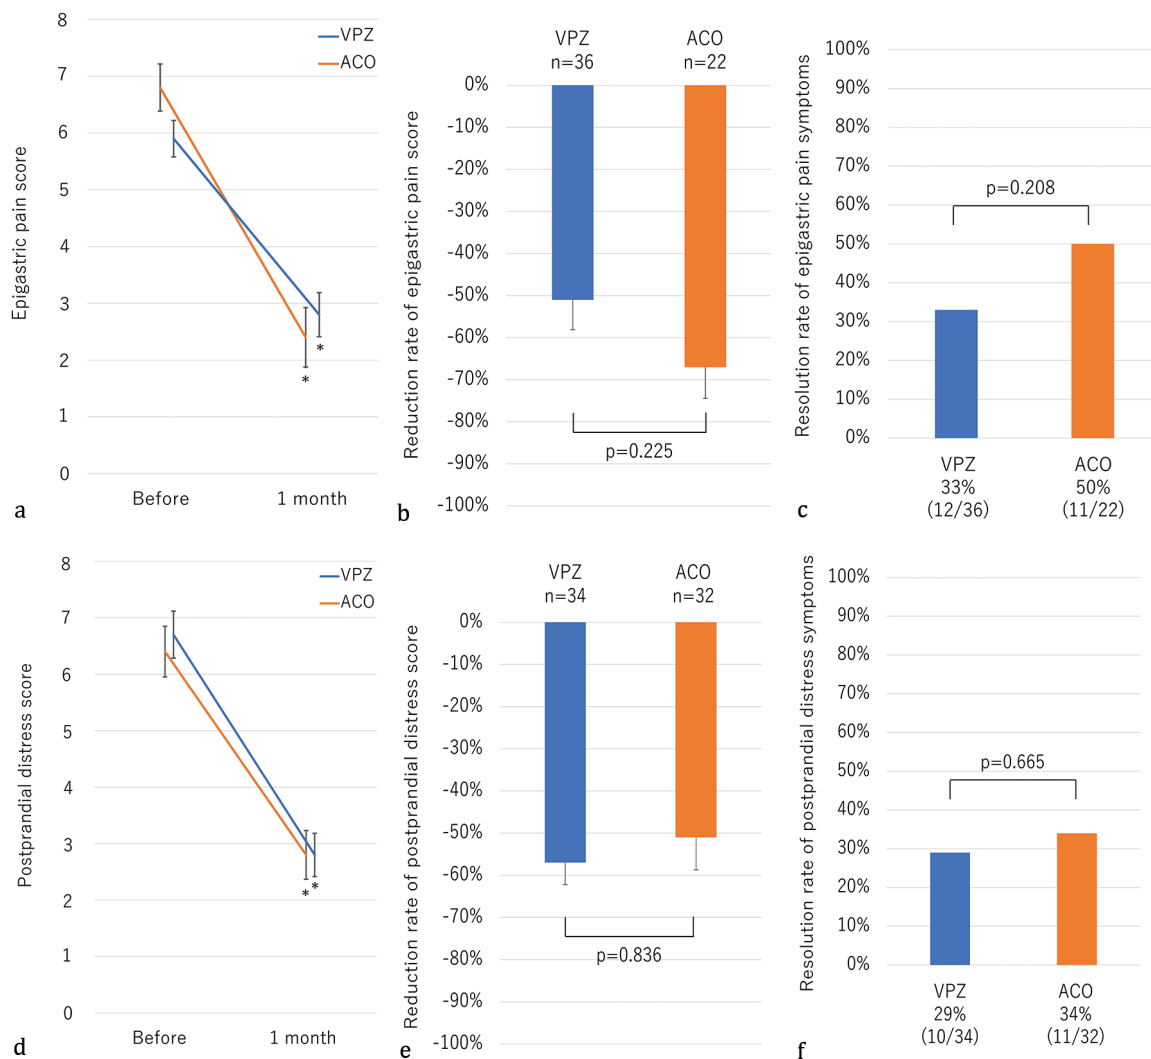 8
7
6
5
4
3
2
1
0
Epigastric pain score
VPZ
ACO
*
*
Before
1 month
a
VPZ
n=36
ACO
n=22
0%
-10%
-20%
-30%
-40%
-50%
-60%
-70%
-80%
-90%
-100%
Reduction rate of epigastric pain score
p=0.225
b
100%
90%
80%
70%
60%
50%
40%
30%
20%
10%
0%
Resolution rate of epigastric pain symptoms
p=0.208
VPZ
33%
(12/36)
ACO
50%
(11/22)
c
8
7
6
5
4
3
2
1
0
Postprandial distress score
VPZ
ACO
*
*
Before
1 month
d
VPZ
n=34
ACO
n=32
0%
-10%
-20%
-30%
-40%
-50%
-60%
-70%
-80%
-90%
-100%
Reduction rate of postprandial distress score
p=0.836
e
100%
90%
80%
70%
60%
50%
40%
30%
20%
10%
0%
Resolution rate of postprandial distress symptoms
p=0.665
VPZ
29%
(10/34)
ACO
34%
(11/32)
f